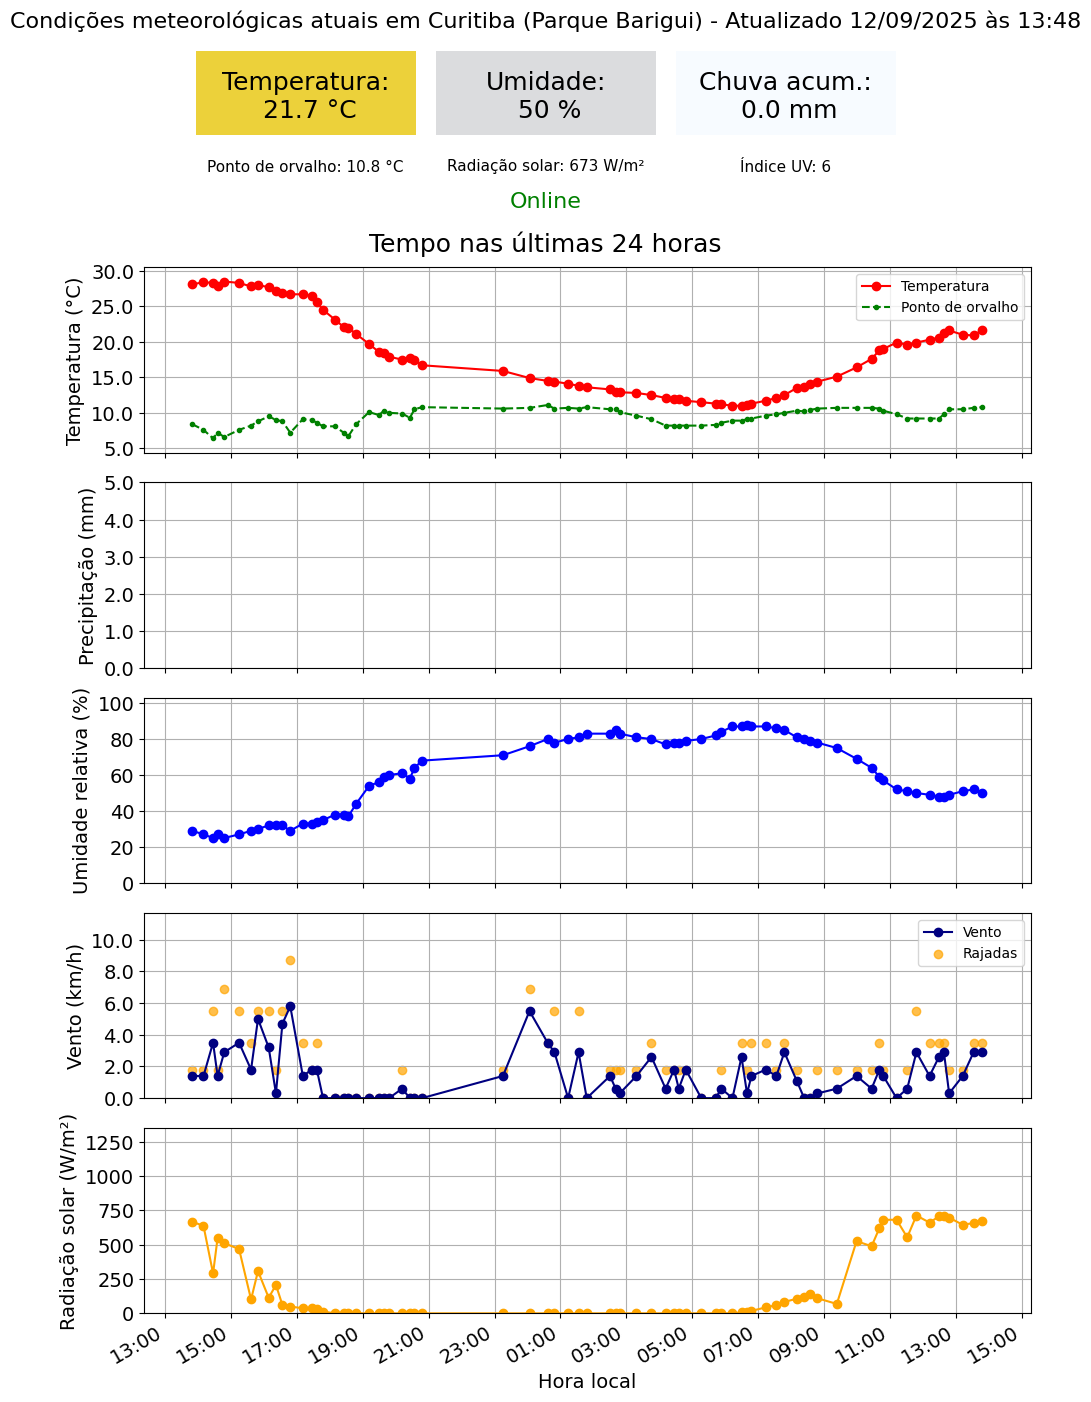 Condições meteorológicas atuais em Curitiba (Parque Barigui) - Atualizado 12/09/2025 às 13:48
Temperatura:
21.7 °C
Umidade:
50 %
Chuva acum.:
0.0 mm
Ponto de orvalho: 10.8 °C
Radiação solar: 673 W/m²
Índice UV: 6
Online
Tempo nas últimas 24 horas
Temperatura (°C)
30.0
25.0
20.0
15.0
10.0
5.0
Temperatura
Ponto de orvalho
Precipitação (mm)
5.0
4.0
3.0
2.0
1.0
0.0
Umidade relativa (%)
100
80
60
40
20
0
Vento (km/h)
10.0
8.0
6.0
4.0
2.0
0.0
Vento
Rajadas
Radiação solar (W/m²)
1250
1000
750
500
250
0
13:00
15:00
17:00
19:00
21:00
23:00
01:00
03:00
05:00
07:00
09:00
11:00
13:00
15:00
Hora local